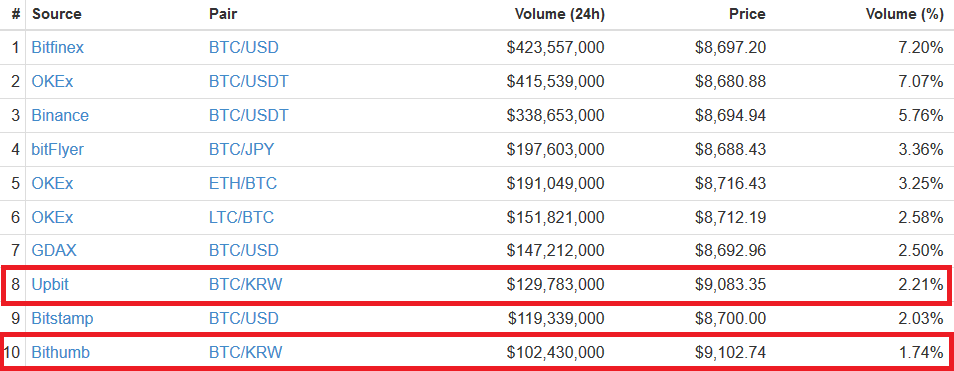 # Source Pair Volume (24h) Price Volume (%)
1 Bitfinex BTC/USD $423,557,000 $8,697.20 7.20%
2 OKEx BTC/USDT $415,539,000 $8,680.88 7.07%
3 Binance BTC/USDT $338,653,000 $8,694.94 5.76%
4 bitFlyer BTC/JPY $197,603,000 $8,688.43 3.36%
5 OKEx ETH/BTC $191,049,000 $8,716.43 3.25%
6 OKEx LTC/BTC $151,821,000 $8,712.19 2.58%
7 GDAX BTC/USD $147,212,000 $8,692.96 2.50%
8 Upbit BTC/KRW $129,783,000 $9,083.35 2.21%
9 Bitstamp BTC/USD $119,339,000 $8,700.00 2.03%
10 Bithumb BTC/KRW $102,430,000 $9,102.74 1.74%